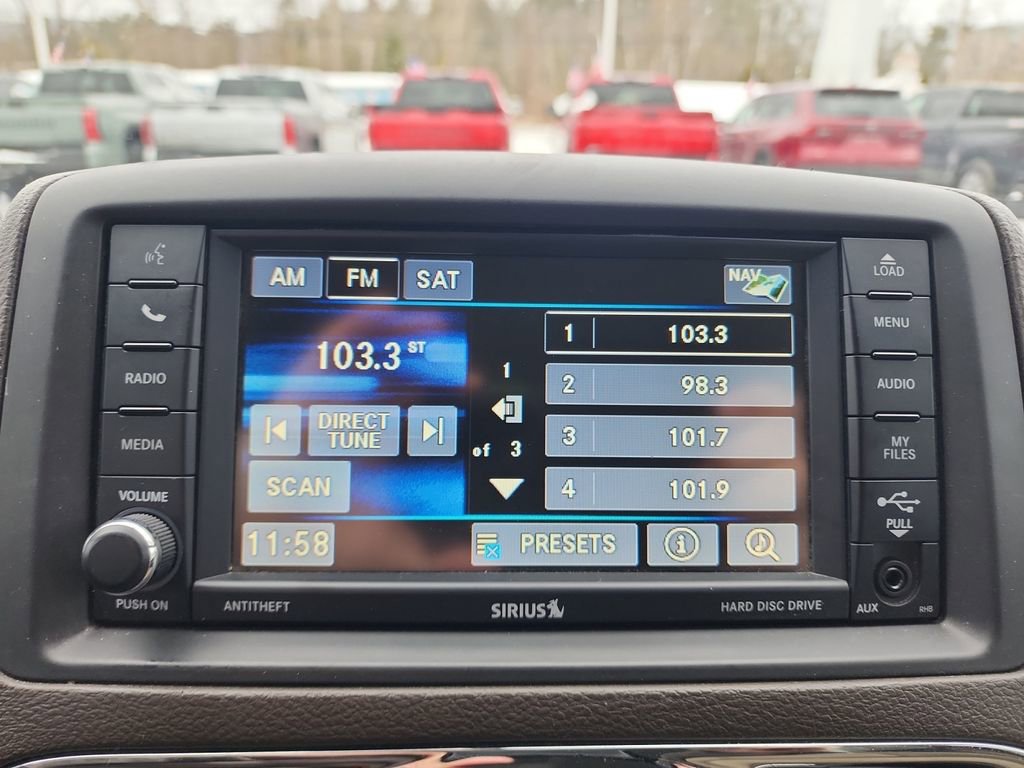 AM FM SAT NAV
103.3 ST
DIRECT
TUNE
SCAN
11:58
1
of 3
1 103.3
2 98.3
3 101.7
4 101.9
PRESETS
i
RADIO
MEDIA
VOLUME
PUSH ON
LOAD
MENU
AUDIO
MY
FILES
PULL
AUX RHB
ANTITHEFT SIRIUS HARD DISC DRIVE